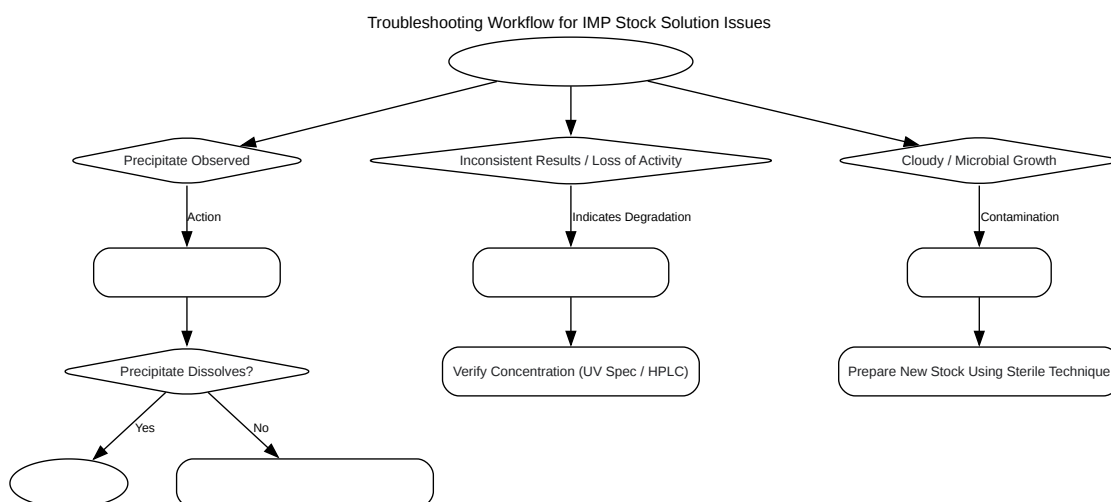 Troubleshooting Workflow for IMP Stock Solution Issues
Precipitate Observed
Inconsistent Results / Loss of Activity
Cloudy / Microbial Growth
Action
Indicates Degradation
Contamination
Precipitate Dissolves?
Verify Concentration (UV Spec / HPLC)
Prepare New Stock Using Sterile Technique
Yes
No